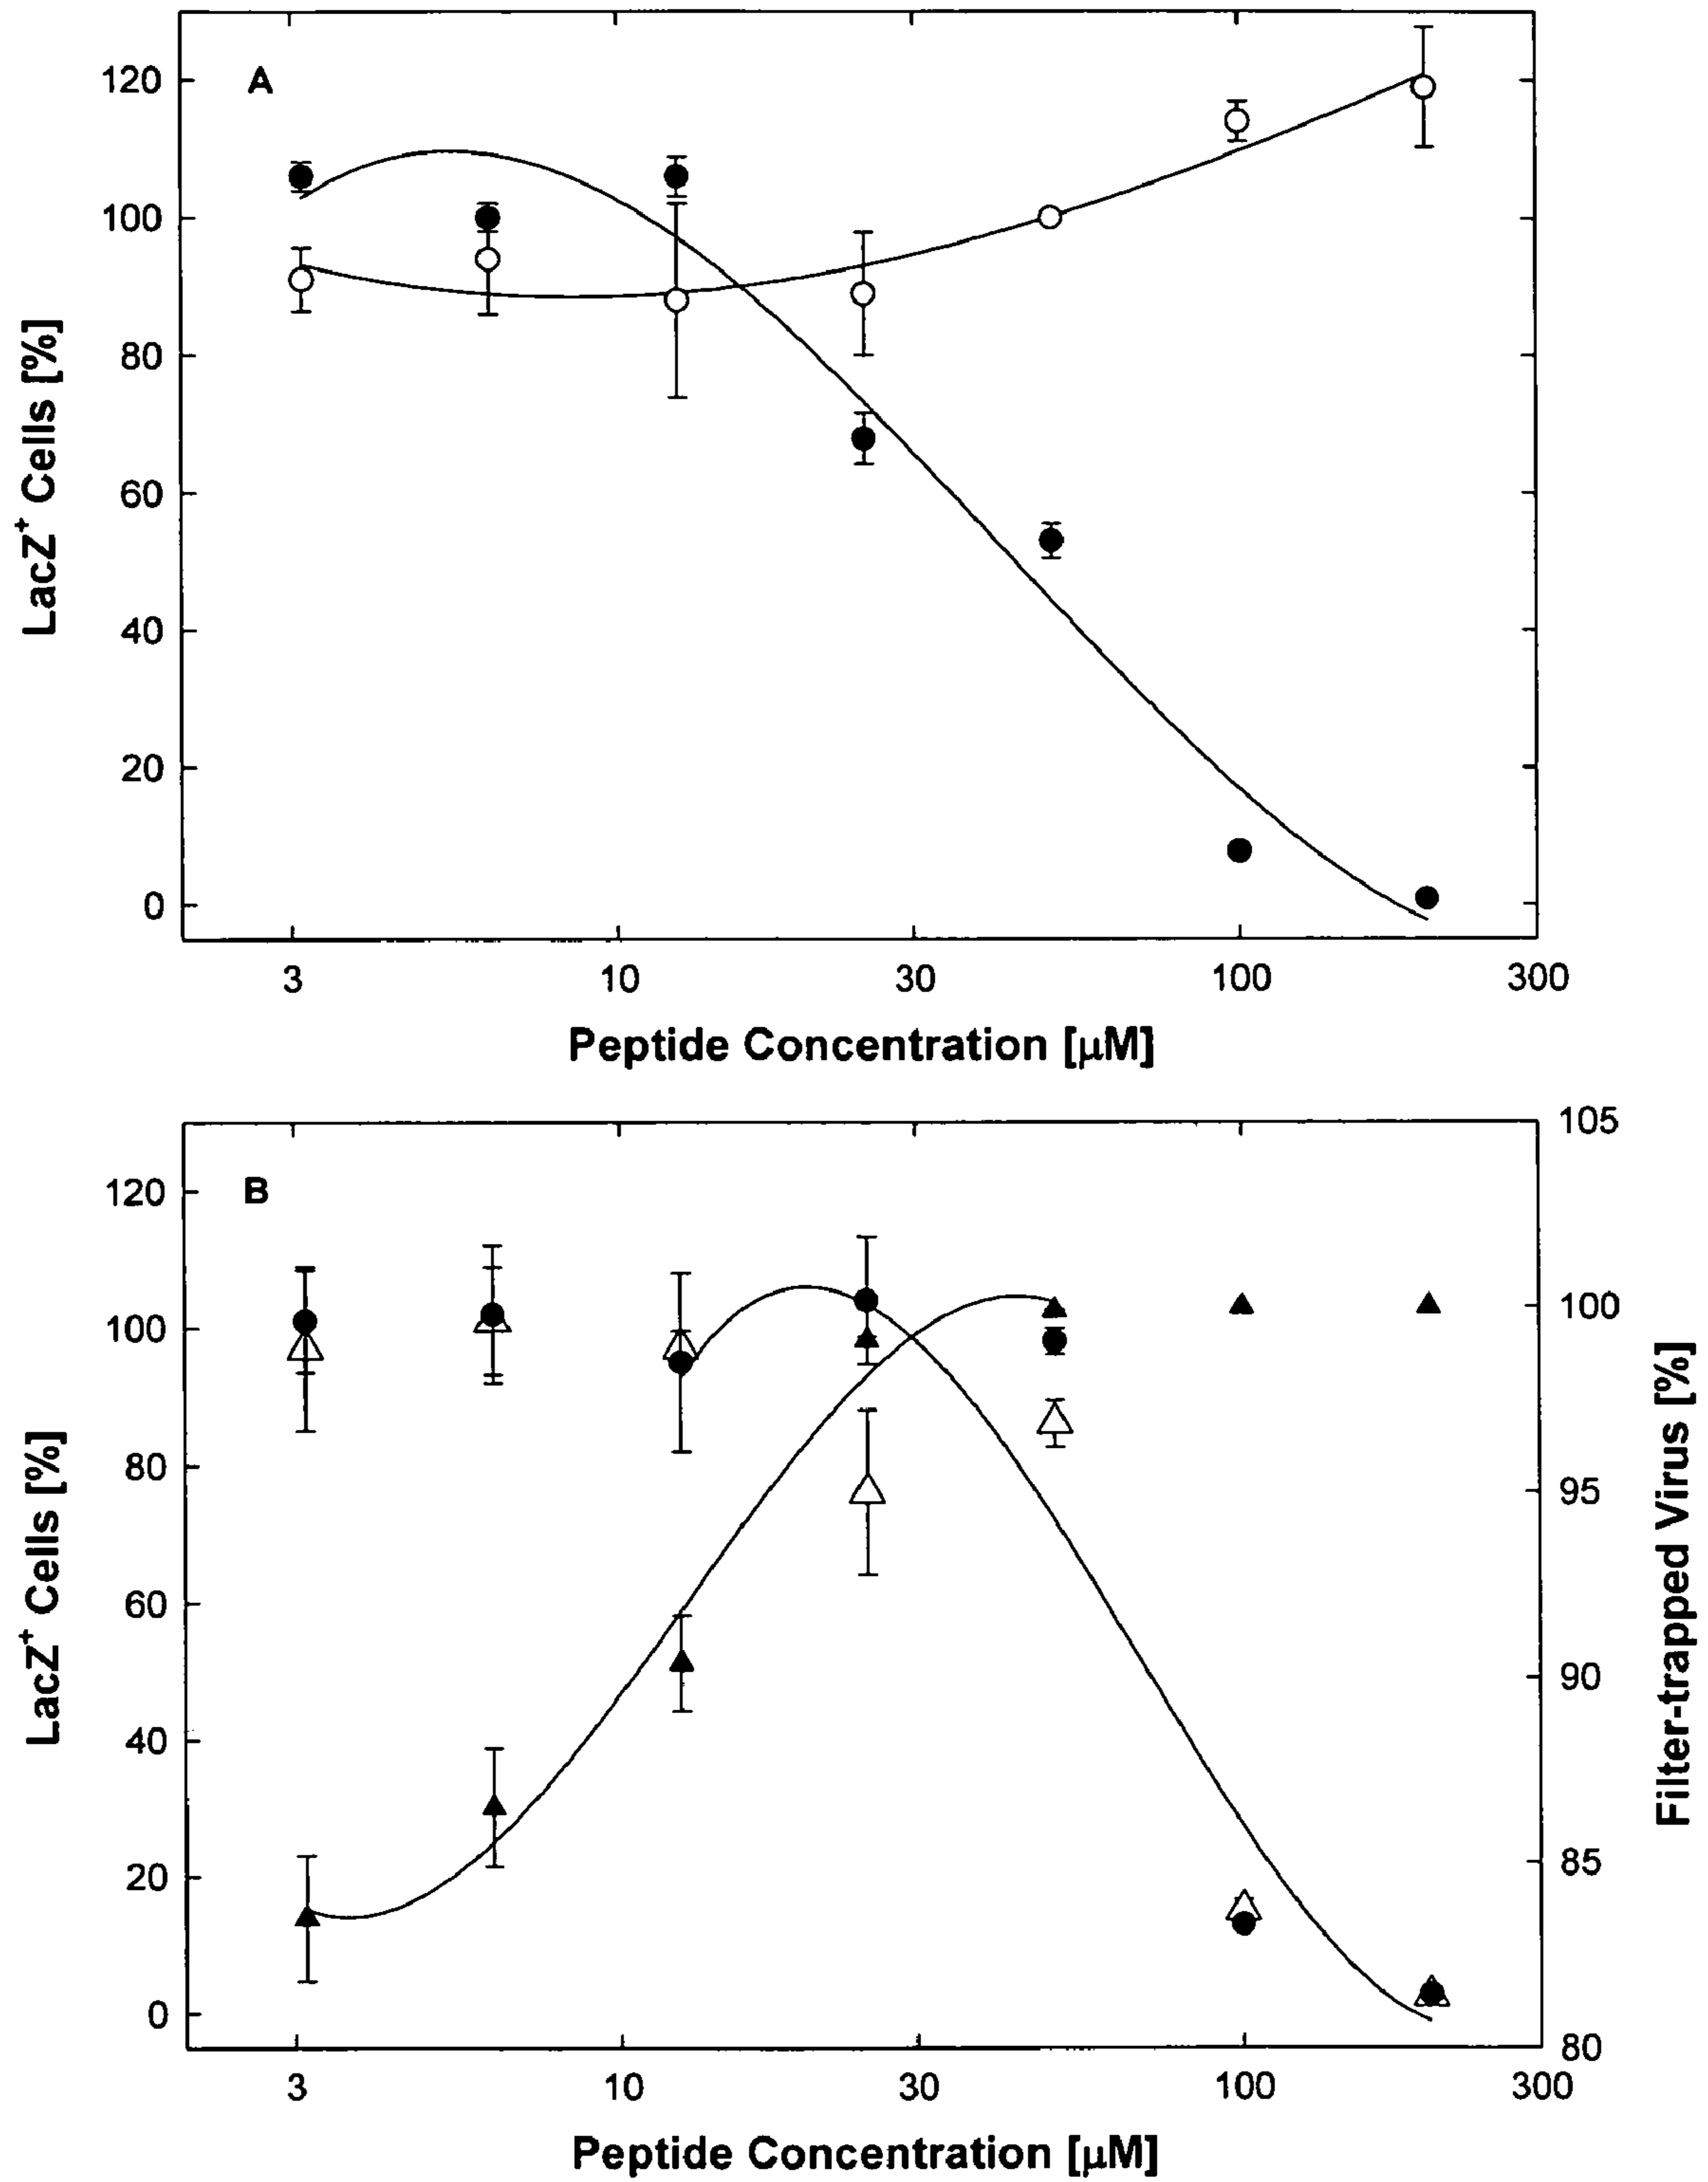 A
120
100
80
60
40
20
0
LacZ⁺ Cells [%]
3 10 30 100 300
Peptide Concentration [μM]
B
120
100
80
60
40
20
0
LacZ⁺ Cells [%]
105
100
95
90
85
80
Filter-trapped Virus [%]
3 10 30 100 300
Peptide Concentration [μM]